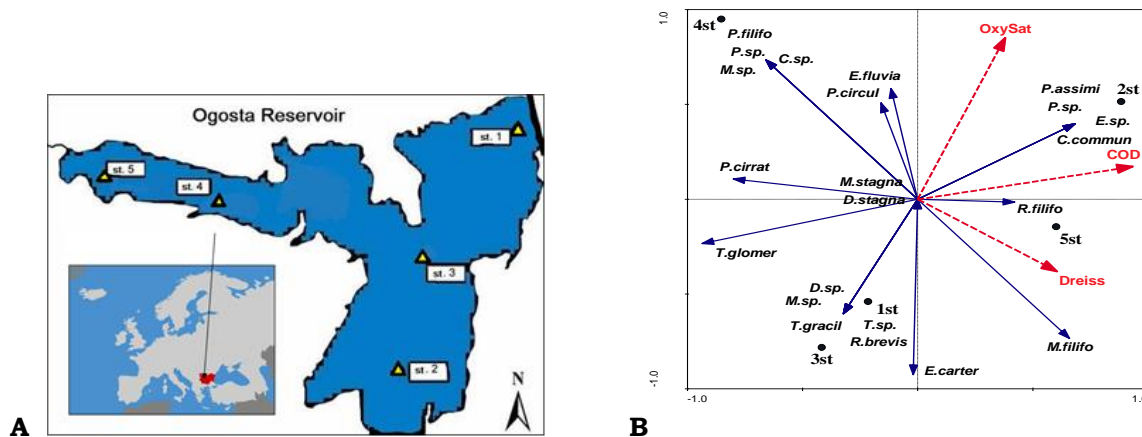 Ogosta Reservoir
st. 1
st. 5
st. 4
st. 3
st. 2
N
A
1.0
4st
OxySat
P.filifo
P.sp. C.sp.
M.sp.
E.fluvia
P.circul
P.assimi 2st
P.sp.
E.sp.
C.commun
COD
P.cirrat
M.stagna
D.stagna
R.filifo
5st
T.glomer
Dreiss
D.sp.
M.sp. 1st
T.gracil T.sp.
R.brevis
3st
M.filifo
E.carter
-1.0
-1.0 1.0
B